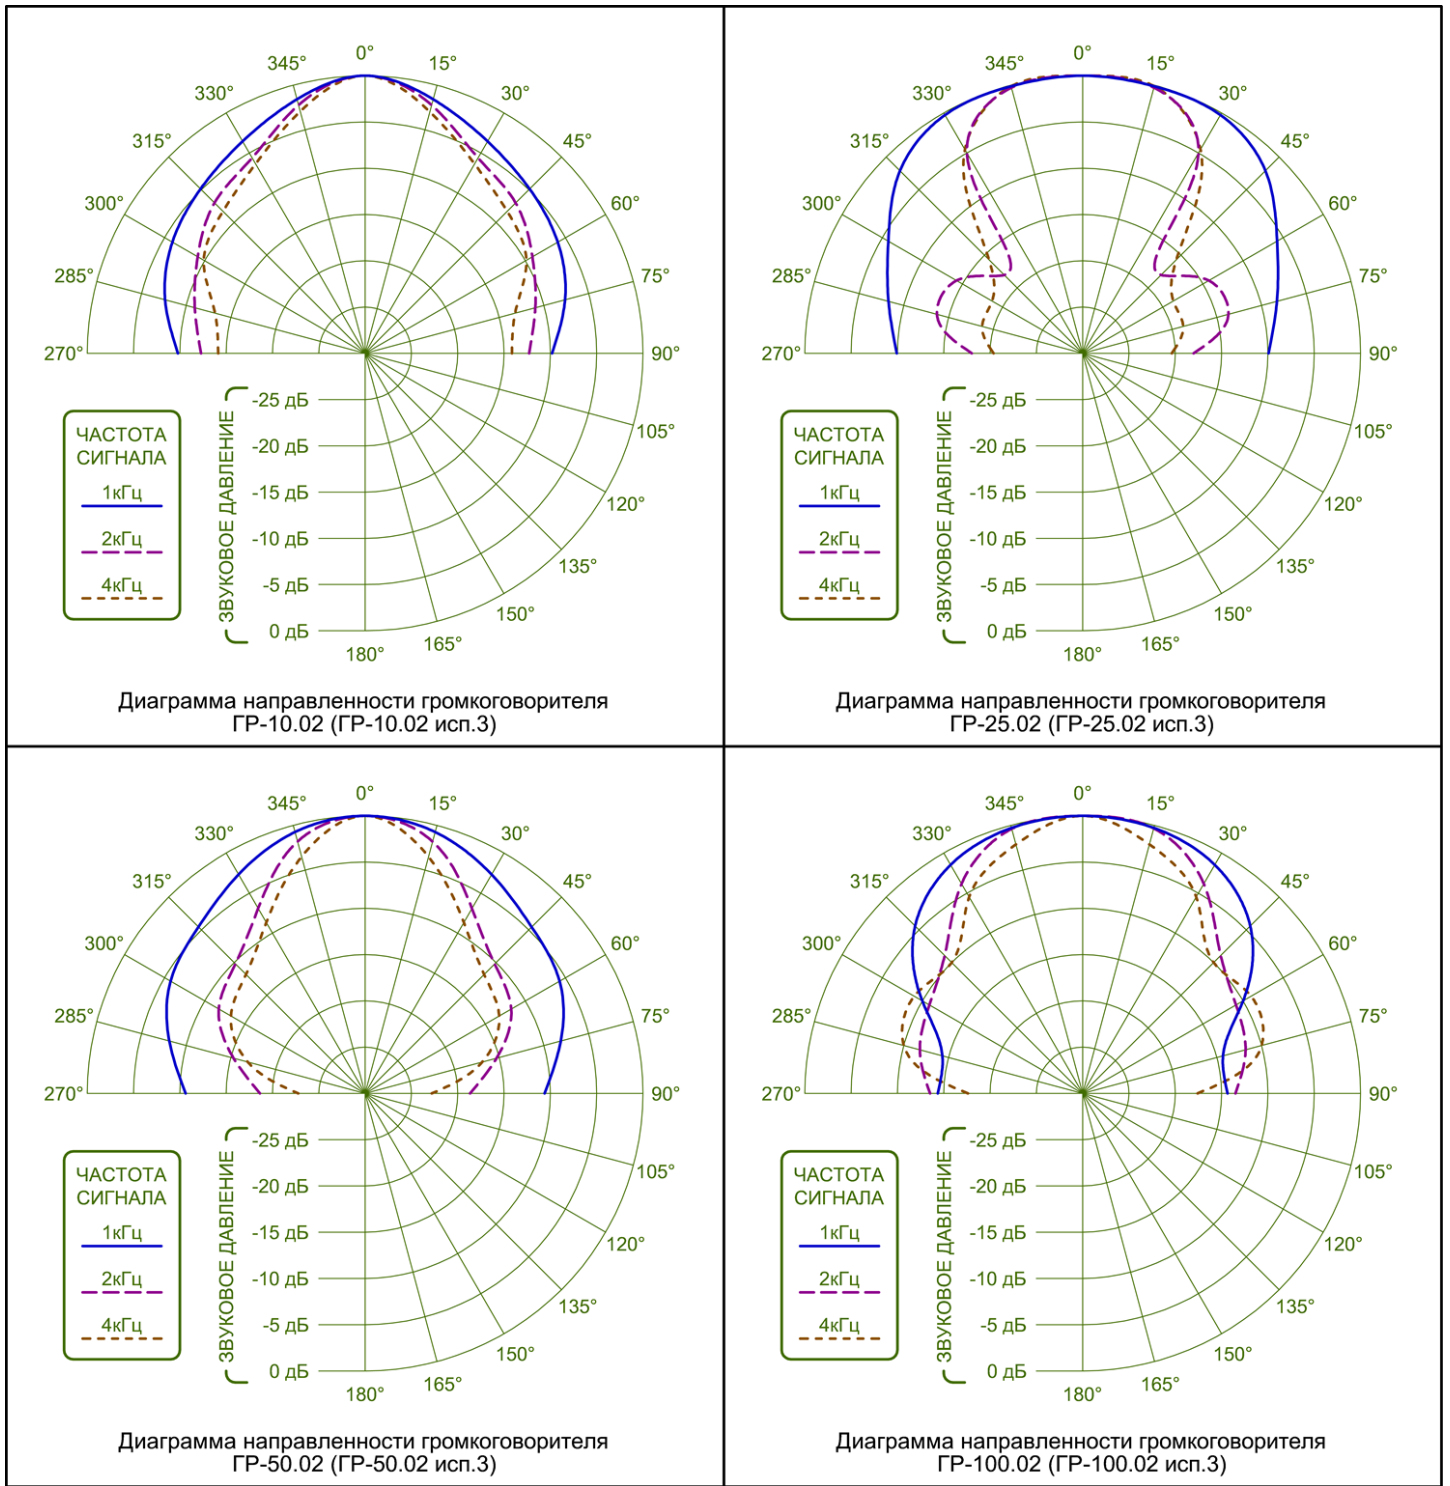 0°
345°
15°
330°
30°
315°
45°
300°
60°
285°
75°
270°
90°
105°
120°
135°
150°
165°
180°
ЧАСТОТА
СИГНАЛА
1кГц
2кГц
4кГц
ЗВУКОВОЕ ДАВЛЕНИЕ
-25 дБ
-20 дБ
-15 дБ
-10 дБ
-5 дБ
0 дБ
Диаграмма направленности громкоговорителя
ГР-10.02 (ГР-10.02 исп.3)
0°
345°
15°
330°
30°
315°
45°
300°
60°
285°
75°
270°
90°
105°
120°
135°
150°
165°
180°
ЧАСТОТА
СИГНАЛА
1кГц
2кГц
4кГц
ЗВУКОВОЕ ДАВЛЕНИЕ
-25 дБ
-20 дБ
-15 дБ
-10 дБ
-5 дБ
0 дБ
Диаграмма направленности громкоговорителя
ГР-25.02 (ГР-25.02 исп.3)
0°
345°
15°
330°
30°
315°
45°
300°
60°
285°
75°
270°
90°
105°
120°
135°
150°
165°
180°
ЧАСТОТА
СИГНАЛА
1кГц
2кГц
4кГц
ЗВУКОВОЕ ДАВЛЕНИЕ
-25 дБ
-20 дБ
-15 дБ
-10 дБ
-5 дБ
0 дБ
Диаграмма направленности громкоговорителя
ГР-50.02 (ГР-50.02 исп.3)
0°
345°
15°
330°
30°
315°
45°
300°
60°
285°
75°
270°
90°
105°
120°
135°
150°
165°
180°
ЧАСТОТА
СИГНАЛА
1кГц
2кГц
4кГц
ЗВУКОВОЕ ДАВЛЕНИЕ
-25 дБ
-20 дБ
-15 дБ
-10 дБ
-5 дБ
0 дБ
Диаграмма направленности громкоговорителя
ГР-100.02 (ГР-100.02 исп.3)